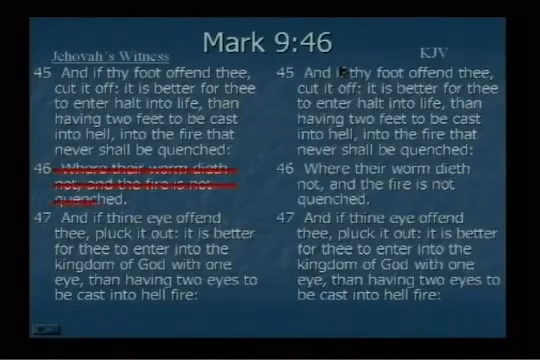 Mark 9:46
Jehovah's Witness
45 And if thy foot offend thee,
cut it off: it is better for thee
to enter halt into life, than
having two feet to be cast
into hell, into the fire that
never shall be quenched:
46 Where their worm dieth
not, and the fire is not
quenched.
47 And if thine eye offend
thee, pluck it out: it is better
for thee to enter into the
kingdom of God with one
eye, than having two eyes to
be cast into hell fire:
KJV
45 And if thy foot offend thee,
cut it off: it is better for thee
to enter halt into life, than
having two feet to be cast
into hell, into the fire that
never shall be quenched:
46 Where their worm dieth
not, and the fire is not
quenched.
47 And if thine eye offend
thee, pluck it out: it is better
for thee to enter into the
kingdom of God with one
eye, than having two eyes to
be cast into hell fire: